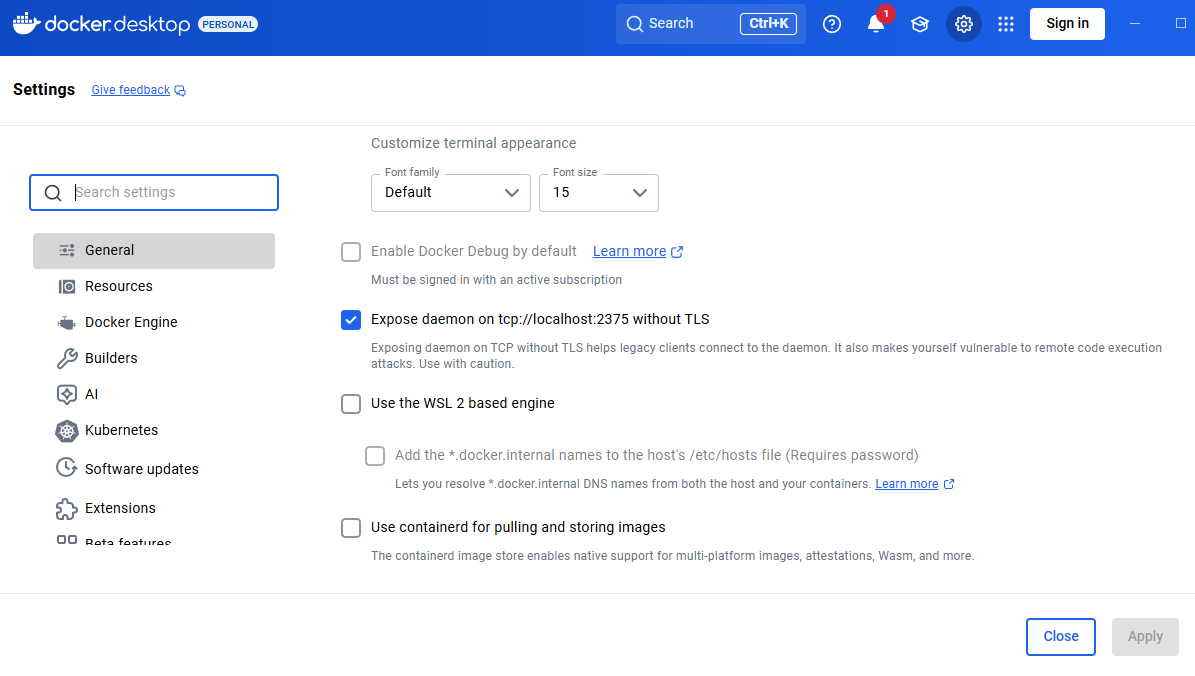 docker.desktop PERSONAL Search Ctrl+K 1 Sign in
Settings Give feedback
Search settings
General
Resources
Docker Engine
Builders
AI
Kubernetes
Software updates
Extensions
Beta features
Customize terminal appearance
Font family Font size
Default 15
Enable Docker Debug by default Learn more
Must be signed in with an active subscription
Expose daemon on tcp://localhost:2375 without TLS
Exposing daemon on TCP without TLS helps legacy clients connect to the daemon. It also makes yourself vulnerable to remote code execution
attacks. Use with caution.
Use the WSL 2 based engine
Add the *.docker.internal names to the host's /etc/hosts file (Requires password)
Lets you resolve *.docker.internal DNS names from both the host and your containers. Learn more
Use containerd for pulling and storing images
The containerd image store enables native support for multi-platform images, attestations, Wasm, and more.
Close Apply